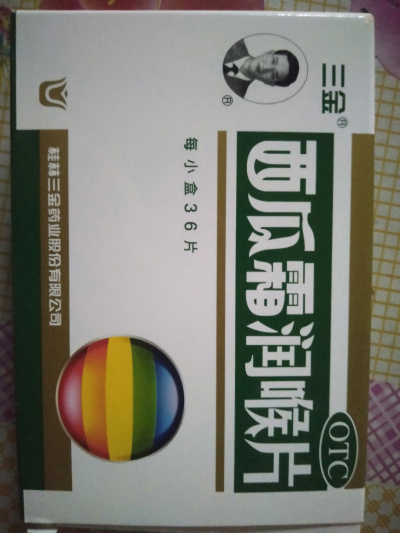 三金®
®
西瓜霜润喉片
OTC
每小盒36片
桂林三金药业股份有限公司